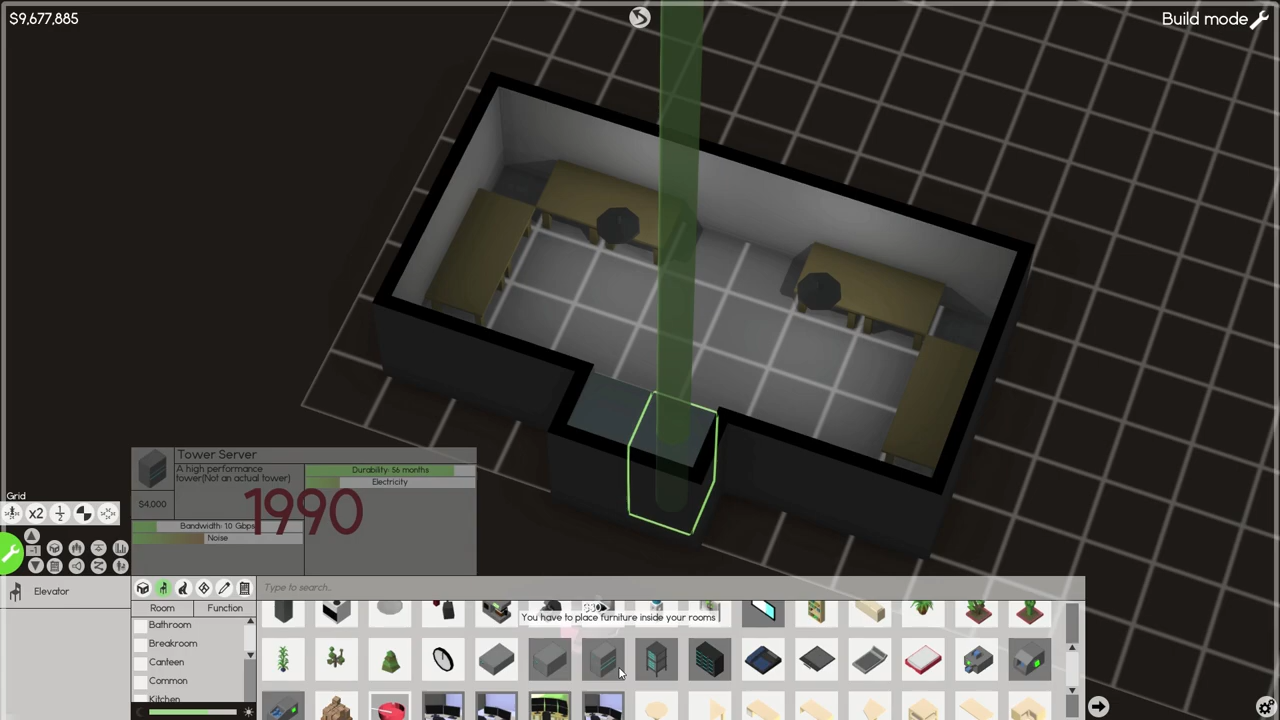 $9,677,885
Build mode
Tower Server
A high performance
tower(Not an actual tower)
Durability: 56 months
Electricity
$4,000
1990
Bandwidth: 10 Gbps
Noise
Grid
x2
-1
Elevator
Type to search...
Room
Function
You have to place furniture inside your rooms
Bathroom
Breakroom
Canteen
Common
Kitchen